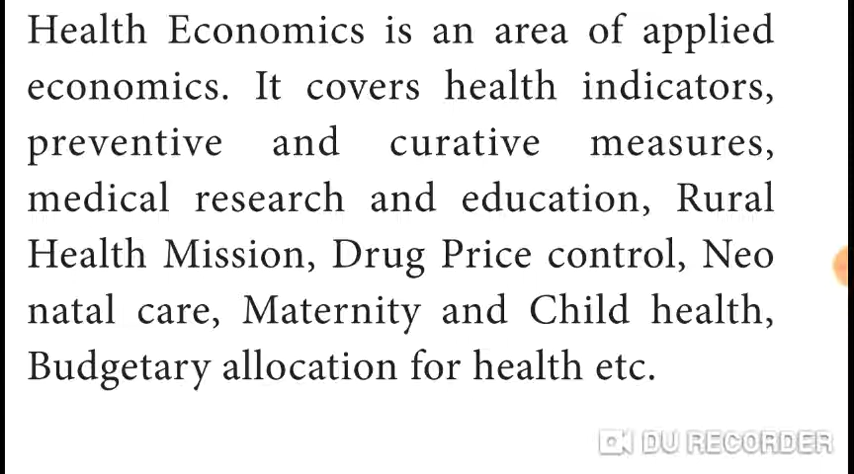 Health Economics is an area of applied
economics. It covers health indicators,
preventive and curative measures,
medical research and education, Rural
Health Mission, Drug Price control, Neo
natal care, Maternity and Child health,
Budgetary allocation for health etc.
DU RECORDER